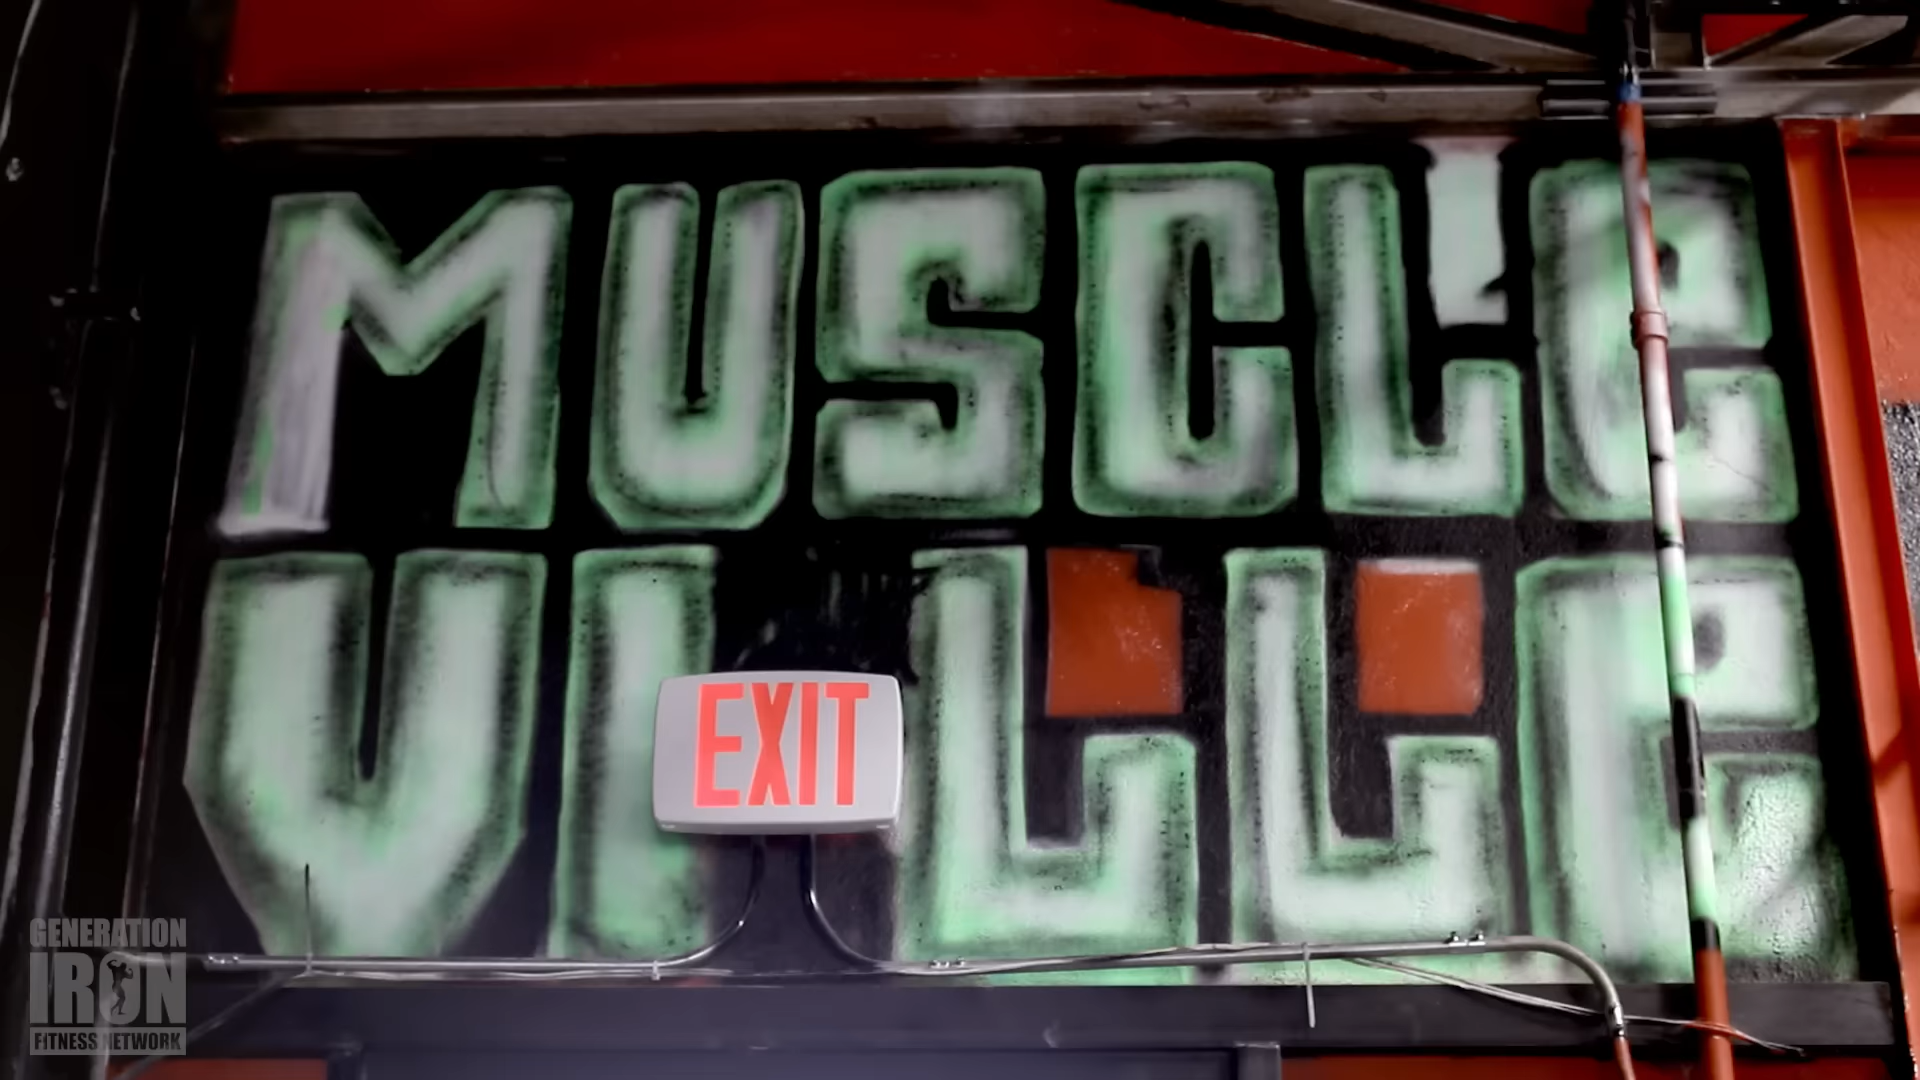 MUSCLE
VILLE
EXIT
GENERATION
IRON
FITNESS NETWORK